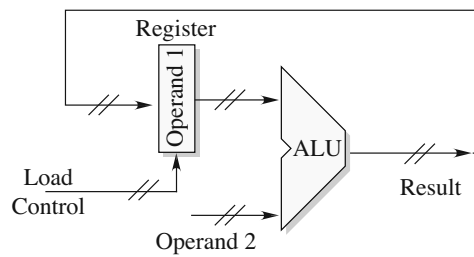 Register
Operand 1
ALU
Load
Control
Result
Operand 2